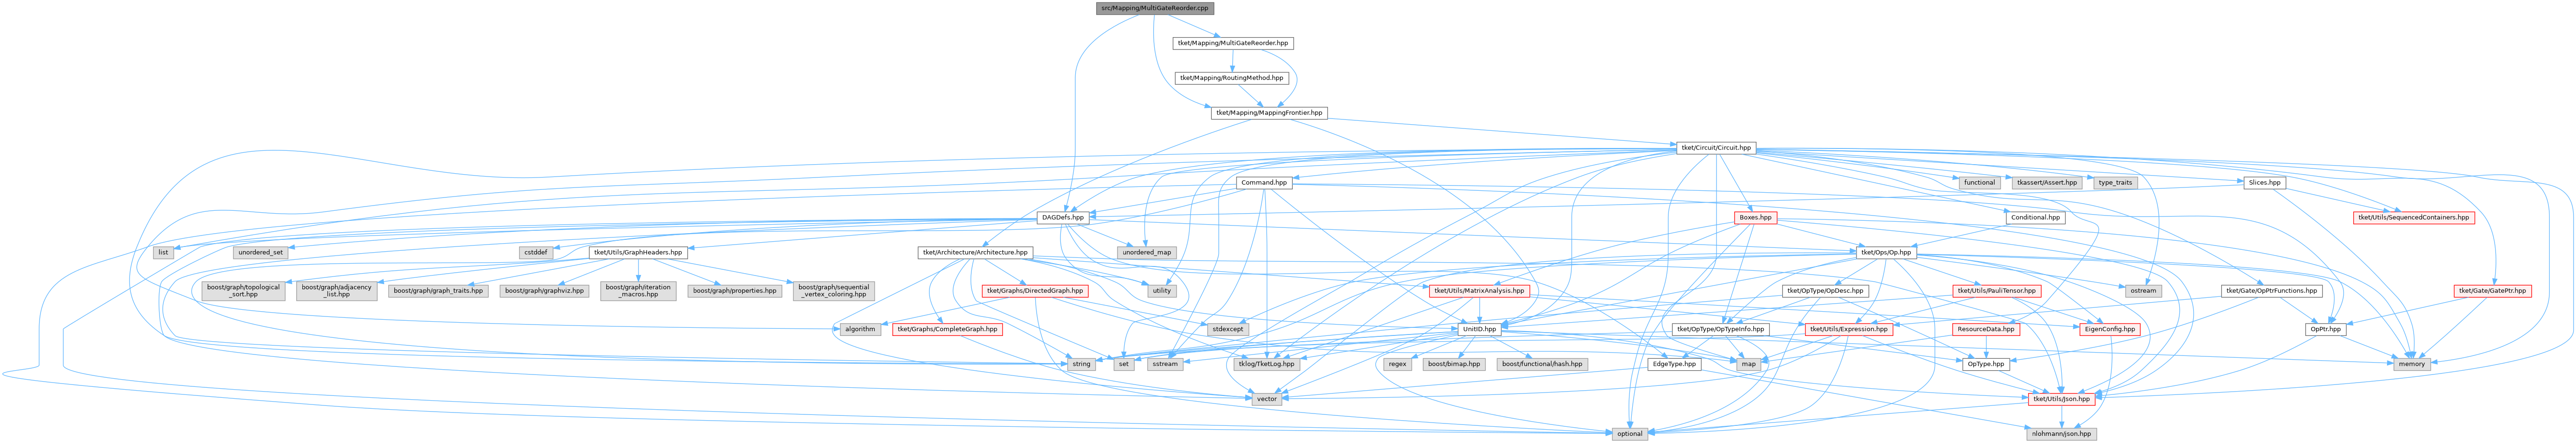 src/Mapping/MultiGateReorder.cpp
tket/Mapping/MultiGateReorder.hpp
tket/Mapping/RoutingMethod.hpp
tket/Mapping/MappingFrontier.hpp
tket/Circuit/Circuit.hpp
Command.hpp
functional
tkassert/Assert.hpp
type_traits
Slices.hpp
DAGDefs.hpp
Boxes.hpp
Conditional.hpp
tket/Utils/SequencedContainers.hpp
list
unordered_set
cstddef
tket/Utils/GraphHeaders.hpp
tket/Architecture/Architecture.hpp
unordered_map
tket/Ops/Op.hpp
boost/graph/topological
_sort.hpp
boost/graph/adjacency
_list.hpp
boost/graph/graph_traits.hpp
boost/graph/graphviz.hpp
boost/graph/iteration
_macros.hpp
boost/graph/properties.hpp
boost/graph/sequential
_vertex_coloring.hpp
tket/Graphs/DirectedGraph.hpp
utility
tket/Utils/MatrixAnalysis.hpp
tket/OpType/OpDesc.hpp
tket/Utils/PauliTensor.hpp
ostream
tket/Gate/OpPtrFunctions.hpp
tket/Gate/GatePtr.hpp
algorithm
tket/Graphs/CompleteGraph.hpp
stdexcept
UnitID.hpp
tket/OpType/OpTypeInfo.hpp
tket/Utils/Expression.hpp
ResourceData.hpp
EigenConfig.hpp
OpPtr.hpp
string
set
sstream
tklog/TketLog.hpp
regex
boost/bimap.hpp
boost/functional/hash.hpp
EdgeType.hpp
map
OpType.hpp
memory
vector
tket/Utils/Json.hpp
optional
nlohmann/json.hpp